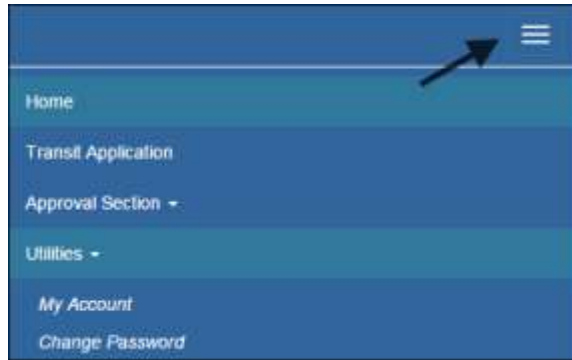 Home
Transit Application
Approval Section
Utilities
My Account
Change Password